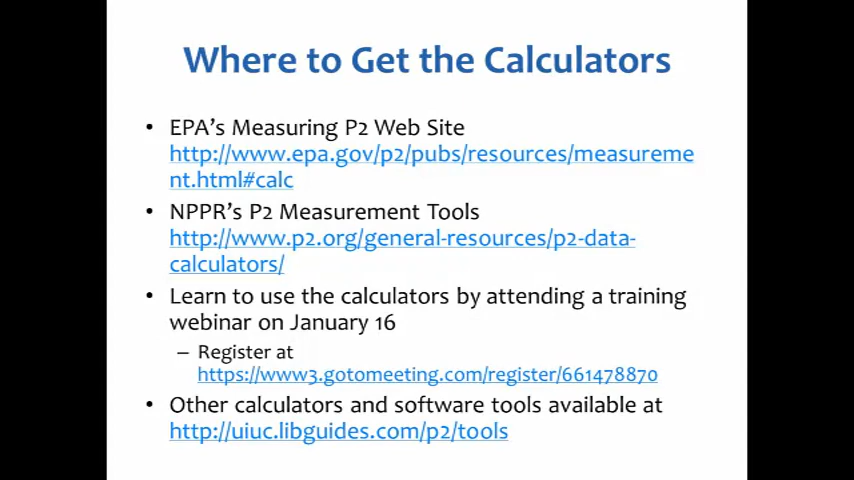 Where to Get the Calculators
• EPA's Measuring P2 Web Site
http://www.epa.gov/p2/pubs/resources/measureme
nt.html#calc
• NPPR's P2 Measurement Tools
http://www.p2.org/general-resources/p2-data-
calculators/
• Learn to use the calculators by attending a training
webinar on January 16
– Register at
https://www3.gotomeeting.com/register/661478870
• Other calculators and software tools available at
http://uiuc.libguides.com/p2/tools